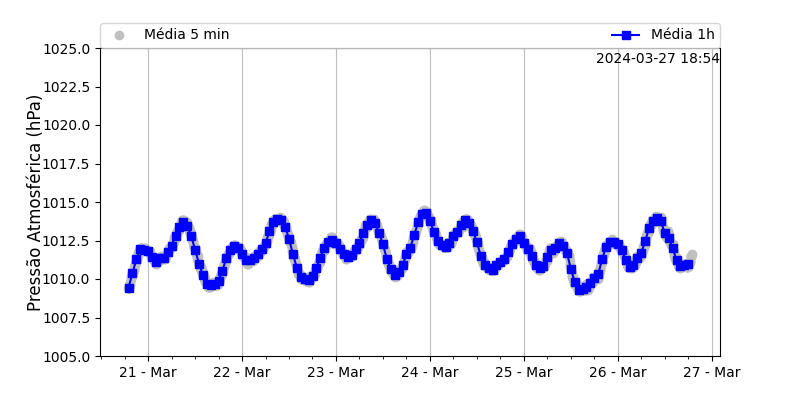 Média 5 min
Média 1h
2024-03-27 18:54
Pressão Atmosférica (hPa)
1025.0
1022.5
1020.0
1017.5
1015.0
1012.5
1010.0
1007.5
1005.0
21 - Mar
22 - Mar
23 - Mar
24 - Mar
25 - Mar
26 - Mar
27 - Mar